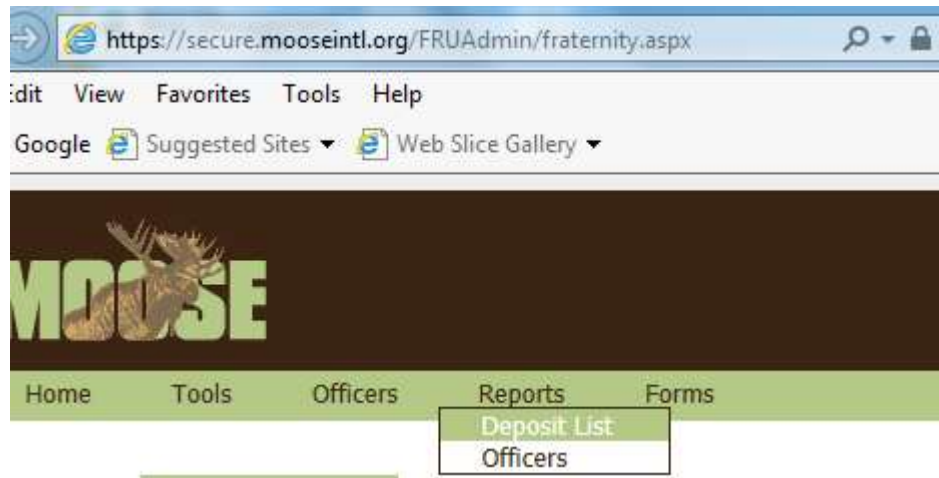 https://secure.mooseintl.org/FRUAdmin/fraternity.aspx
Edit View Favorites Tools Help
Google Suggested Sites Web Slice Gallery
MOOSE
Home Tools Officers Reports Forms
Deposit List
Officers